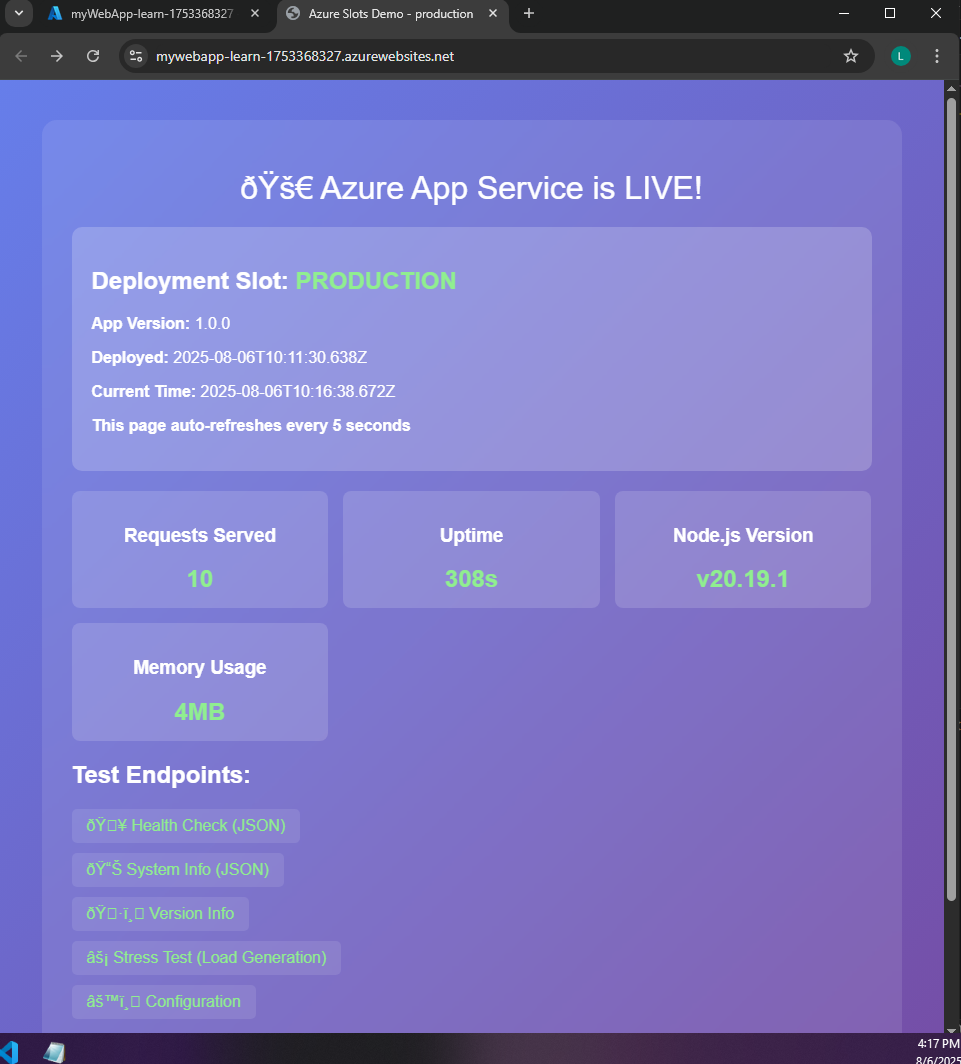 myWebApp-learn-1753368327
Azure Slots Demo - production
mywebapp-learn-1753368327.azurewebsites.net
L
🚀 Azure App Service is LIVE!
Deployment Slot: PRODUCTION
App Version: 1.0.0
Deployed: 2025-08-06T10:11:30.638Z
Current Time: 2025-08-06T10:16:38.672Z
This page auto-refreshes every 5 seconds
Requests Served
10
Uptime
308s
Node.js Version
v20.19.1
Memory Usage
4MB
Test Endpoints:
ðŸ□¥ Health Check (JSON)
ðŸ“Š System Info (JSON)
ðŸ□·ï¸□ Version Info
âš¡ Stress Test (Load Generation)
âš™ï¸□ Configuration
4:17 PM
8/6/2025